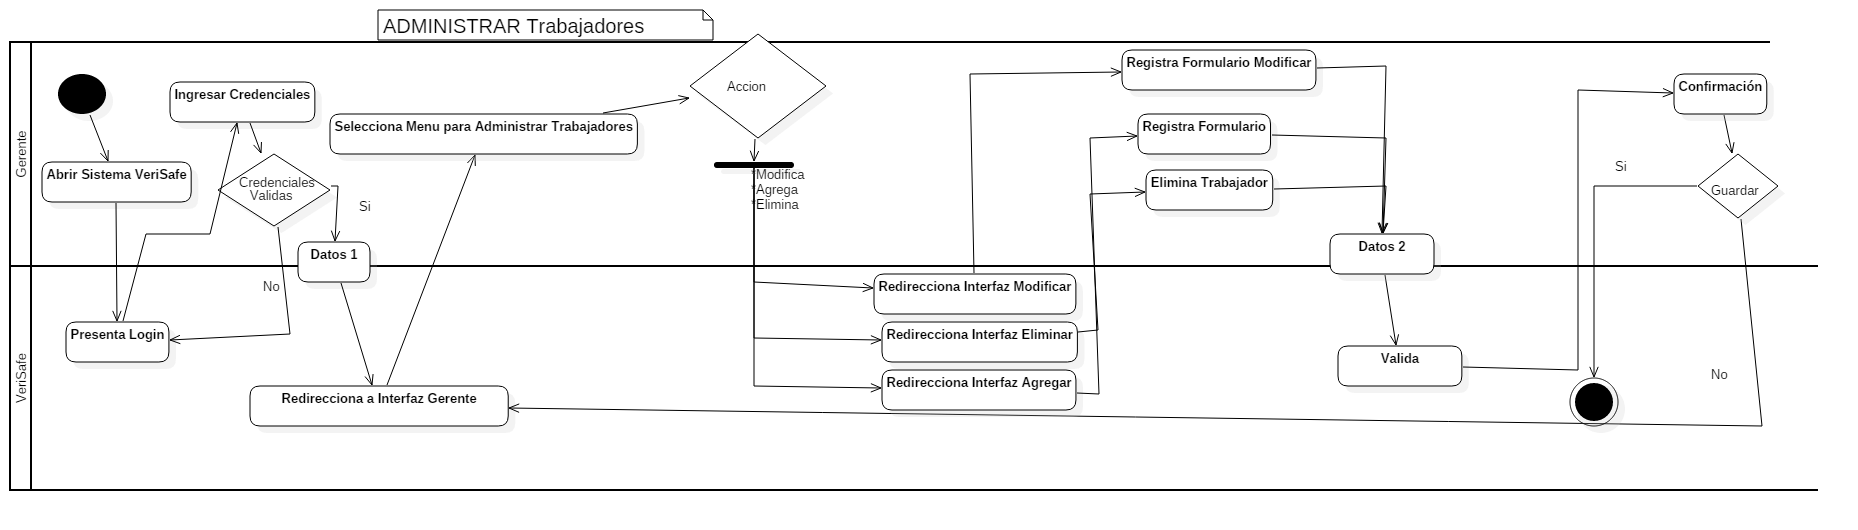 ADMINISTRAR Trabajadores
Gerente
VeriSafe
Abrir Sistema VeriSafe
Ingresar Credenciales
Credenciales
Validas
Si
No
Datos 1
Presenta Login
Redirecciona a Interfaz Gerente
Selecciona Menu para Administrar Trabajadores
Accion
*Modifica
*Agrega
*Elimina
Redirecciona Interfaz Modificar
Redirecciona Interfaz Eliminar
Redirecciona Interfaz Agregar
Registra Formulario Modificar
Registra Formulario
Elimina Trabajador
Datos 2
Valida
Confirmación
Guardar
Si
No